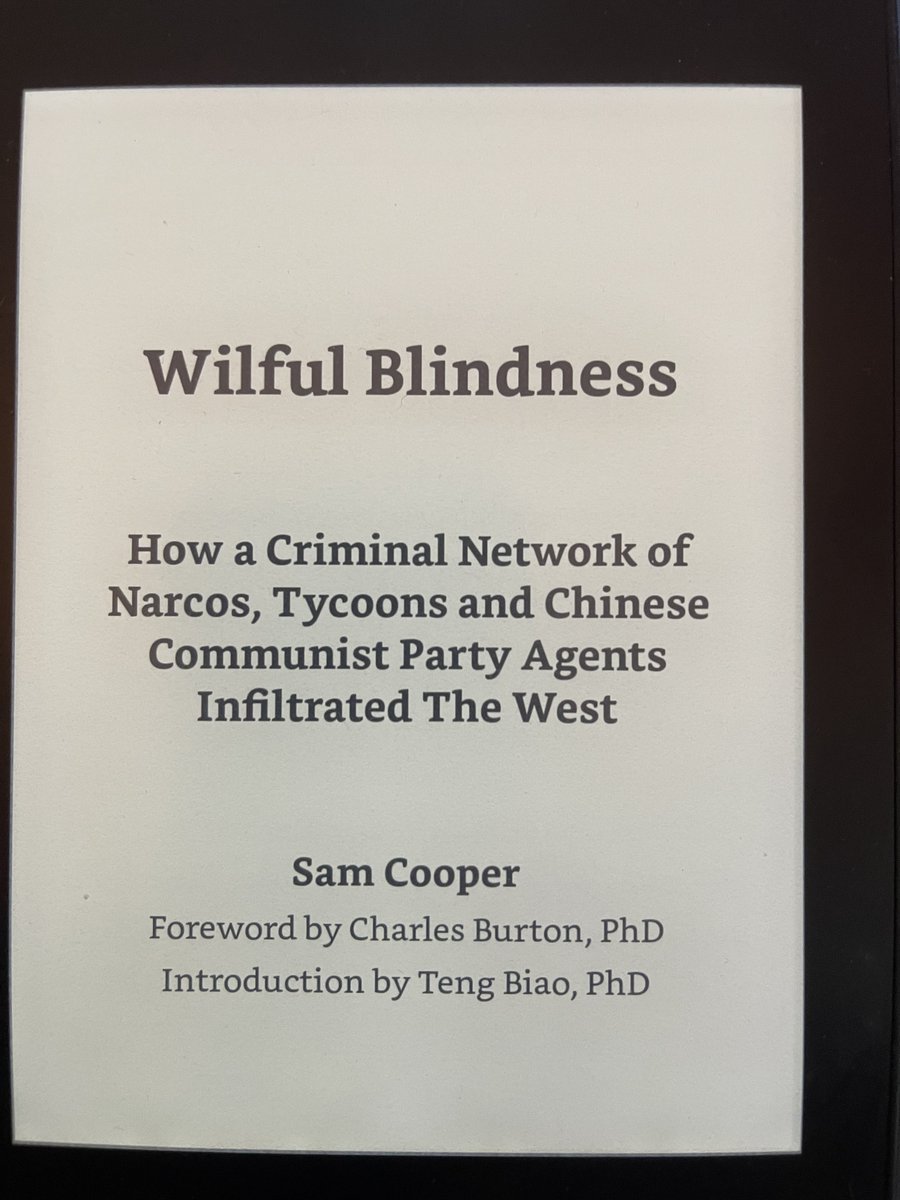 Wilful Blindness
How a Criminal Network of
Narcos, Tycoons and Chinese
Communist Party Agents
Infiltrated The West
Sam Cooper
Foreword by Charles Burton, PhD
Introduction by Teng Biao, PhD